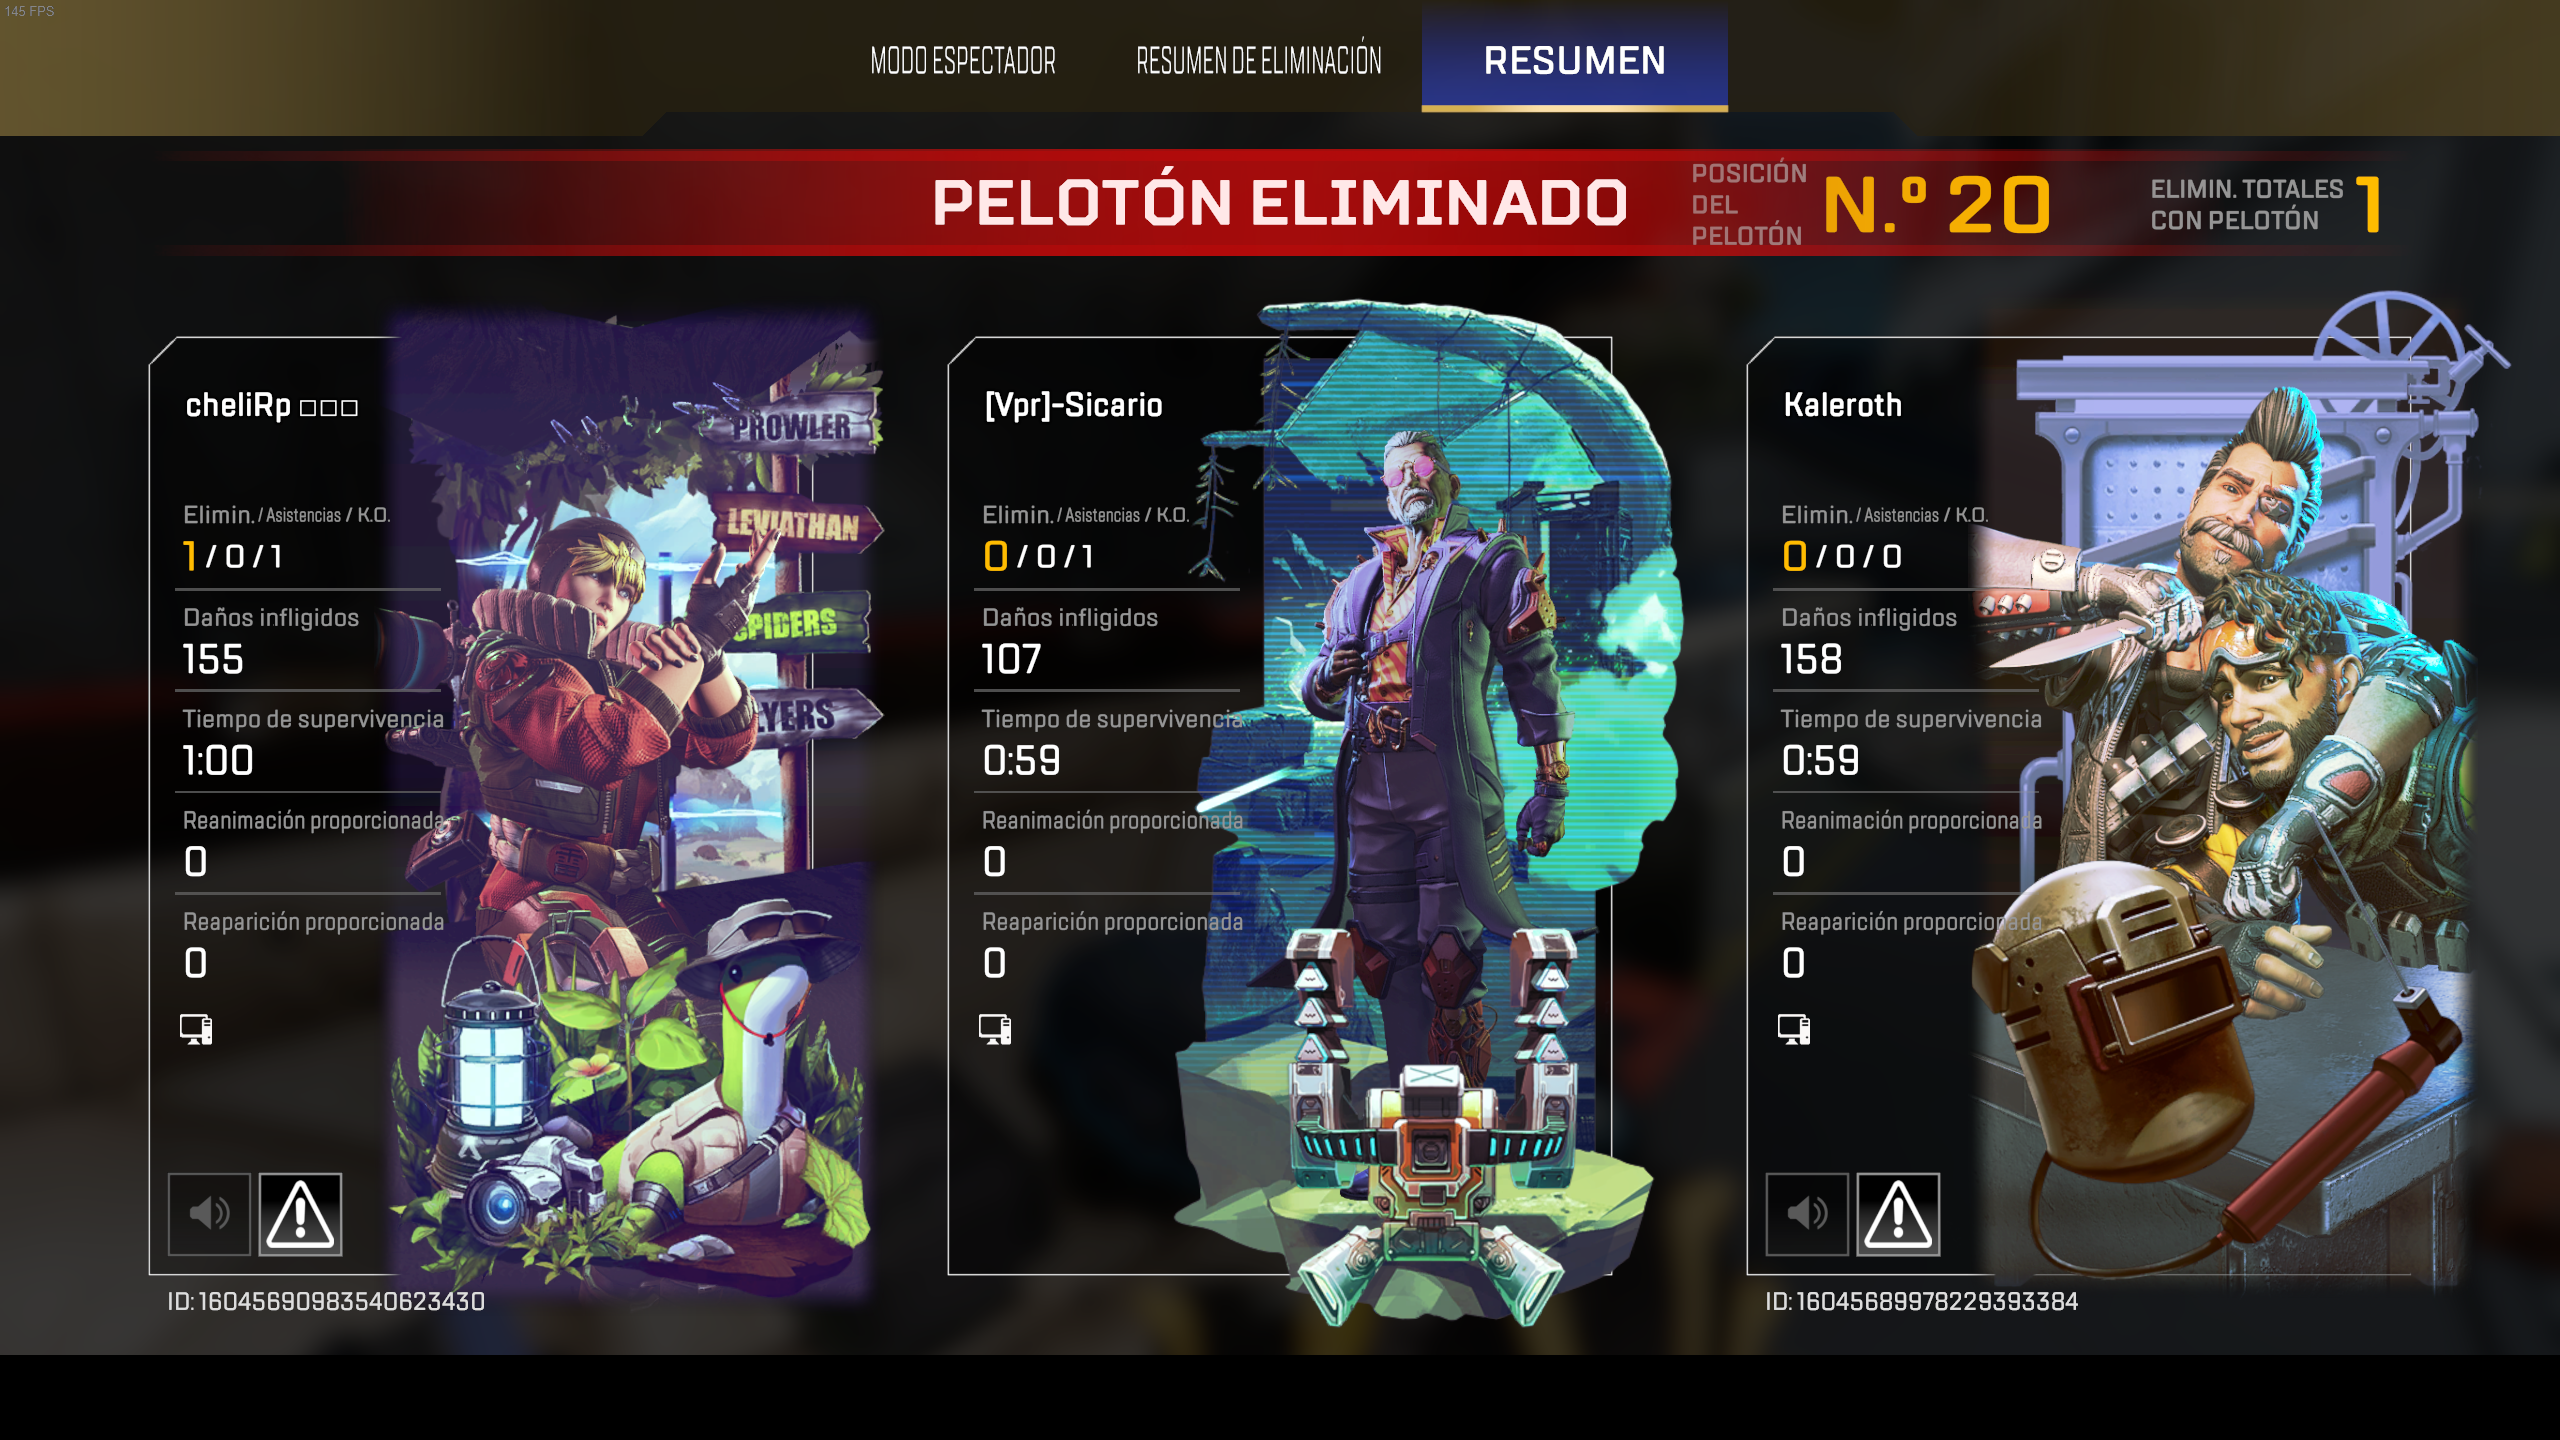 145 FPS
MODO ESPECTADOR
RESUMEN DE ELIMINACIÓN
RESUMEN
PELOTÓN ELIMINADO
POSICIÓN
DEL
PELOTÓN
N.º 20
ELIMIN. TOTALES
CON PELOTÓN
1
cheliRp □□□
Elimin. / Asistencias / K.O.
1 / 0 / 1
Daños infligidos
155
Tiempo de supervivencia
1:00
Reanimación proporcionada
0
Reaparición proporcionada
0
ID: 16045690983540623430
PROWLER
LEVIATHAN
SPIDERS
[Vpr]-Sicario
Elimin. / Asistencias / K.O.
0 / 0 / 1
Daños infligidos
107
Tiempo de supervivencia
0:59
Reanimación proporcionada
0
Reaparición proporcionada
0
Kaleroth
Elimin. / Asistencias / K.O.
0 / 0 / 0
Daños infligidos
158
Tiempo de supervivencia
0:59
Reanimación proporcionada
0
Reaparición proporcionada
0
ID: 16045689978229393384